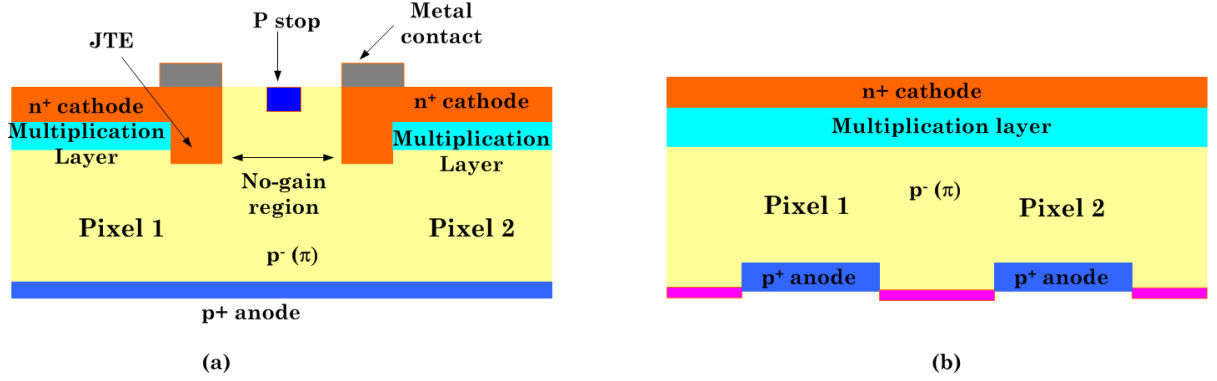 P stop
Metal
contact
JTE
n+ cathode
n+ cathode
Multiplication
Layer
Multiplication
Layer
No-gain
region
Pixel 1
Pixel 2
p- (π)
p+ anode
(a)
n+ cathode
Multiplication layer
p- (π)
Pixel 1
Pixel 2
p+ anode
p+ anode
(b)